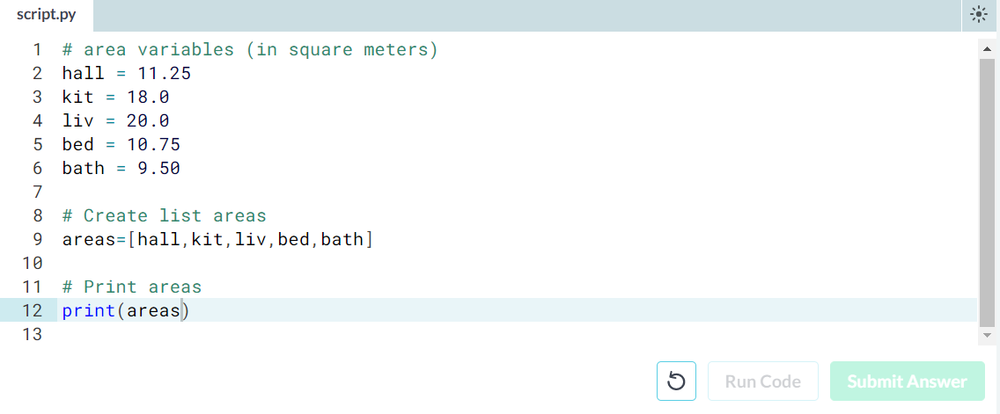 script.py
1 # area variables (in square meters)
2 hall = 11.25
3 kit = 18.0
4 liv = 20.0
5 bed = 10.75
6 bath = 9.50
7
8 # Create list areas
9 areas=[hall,kit,liv,bed,bath]
10
11 # Print areas
12 print(areas)
13
Run Code Submit Answer